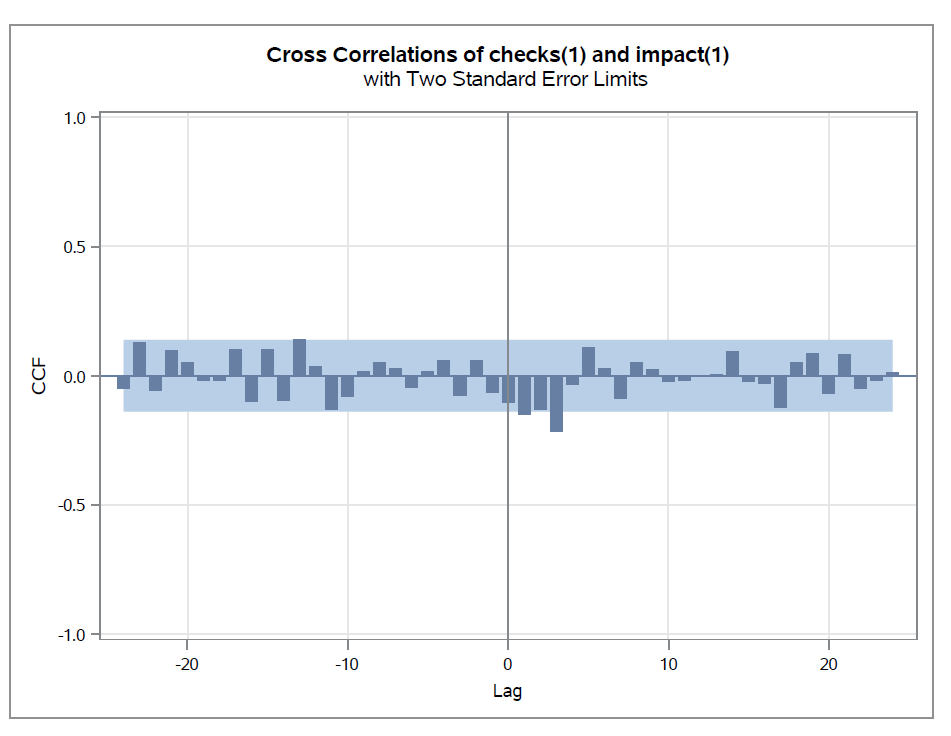 Cross Correlations of checks(1) and impact(1)
with Two Standard Error Limits
1.0
0.5
0.0
-0.5
-1.0
CCF
-20
-10
0
10
20
Lag